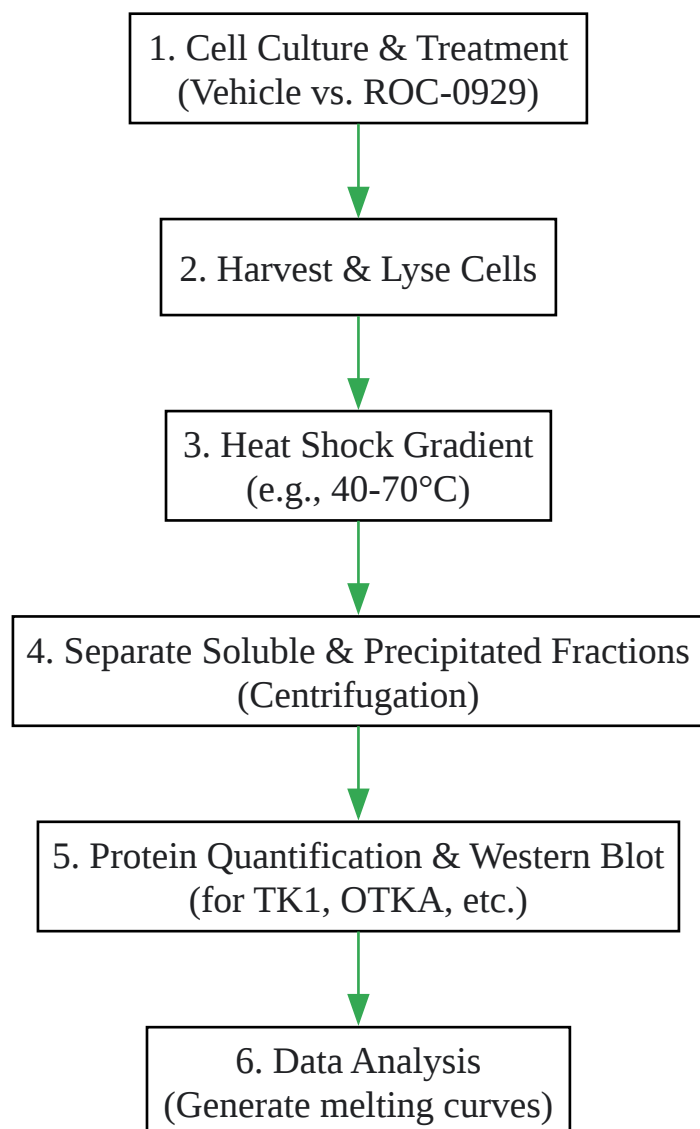 1. Cell Culture & Treatment
(Vehicle vs. ROC-0929)
2. Harvest & Lyse Cells
3. Heat Shock Gradient
(e.g., 40-70°C)
4. Separate Soluble & Precipitated Fractions
(Centrifugation)
5. Protein Quantification & Western Blot
(for TK1, OTKA, etc.)
6. Data Analysis
(Generate melting curves)